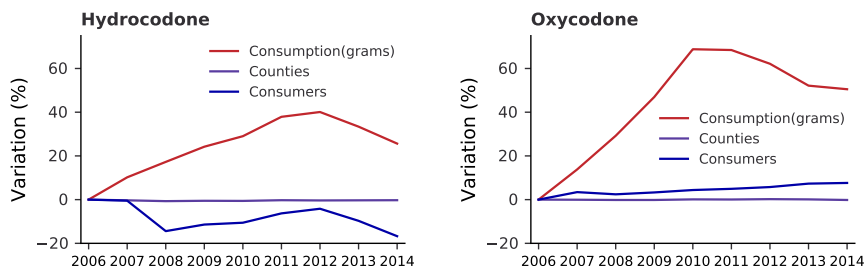 Hydrocodone
Variation (%)
60
40
20
0
−20
Consumption(grams)
Counties
Consumers
2006 2007 2008 2009 2010 2011 2012 2013 2014
Oxycodone
Variation (%)
60
40
20
0
−20
Consumption(grams)
Counties
Consumers
2006 2007 2008 2009 2010 2011 2012 2013 2014